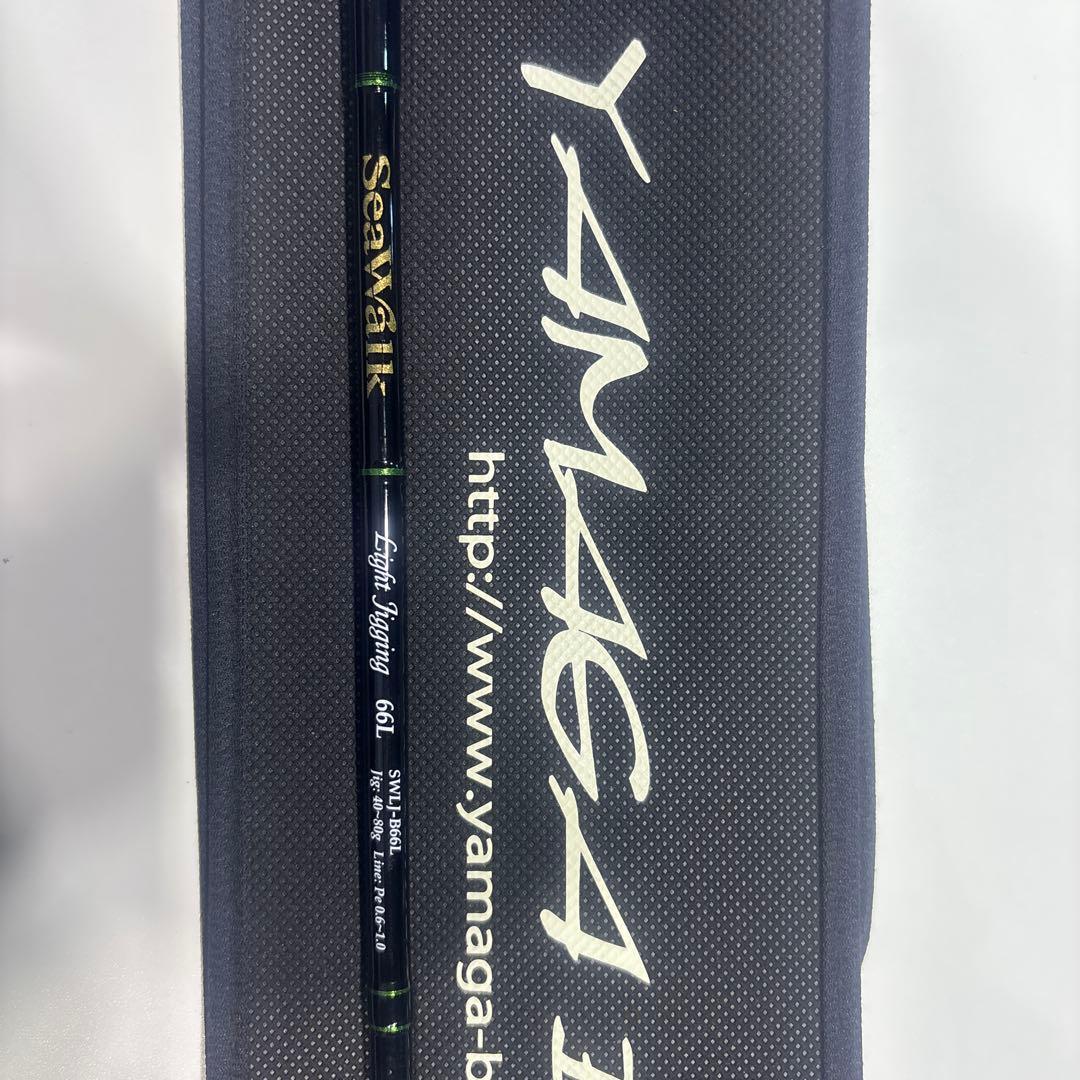 YAMAGA B
http://www.yamaga-b
SeaWalk
Light Jigging 66L
SWLJ-B66L
Jig: 40~80g Line: Pe 0.6~1.0